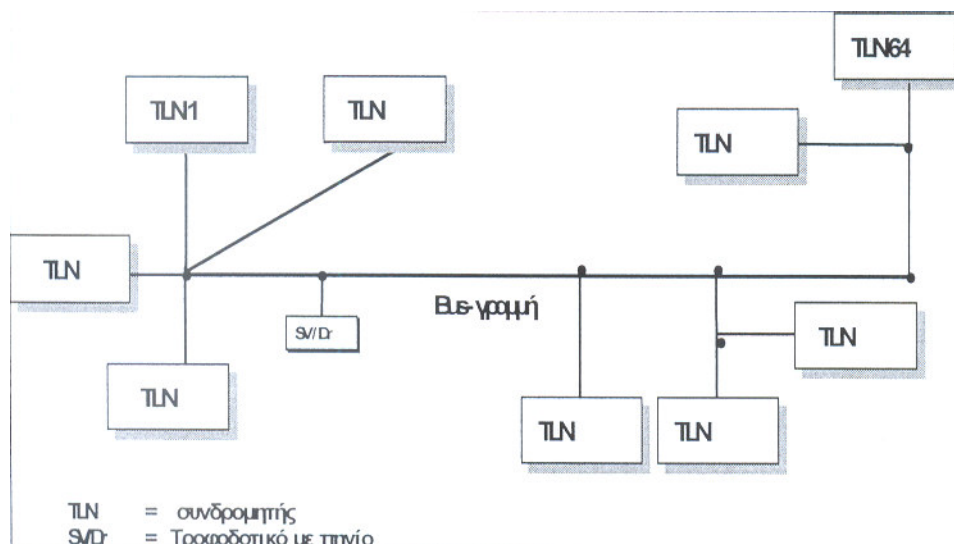 TLN64
TLN1
TLN
TLN
TLN
Bus-γραμμή
SV/Dr
TLN
TLN
TLN
TLN
TLN = συνδρομητής
SV/Dr = Τροφοδοτικό με πηνίο